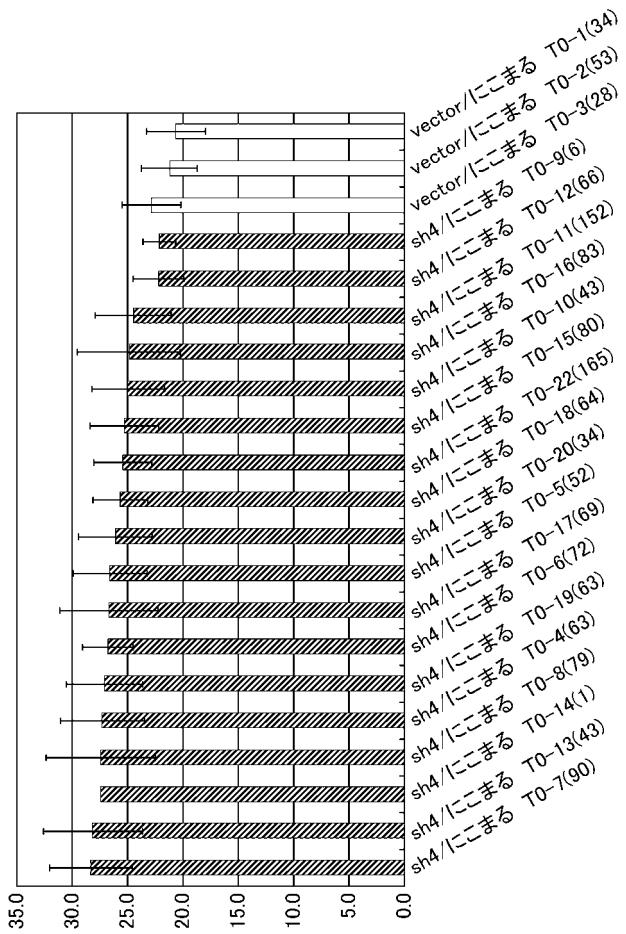 vector/にこまる T0-1(34)
vector/にこまる T0-2(53)
vector/にこまる T0-3(28)
sh4/にこまる T0-9(6)
sh4/にこまる T0-12(66)
sh4/にこまる T0-11(152)
sh4/にこまる T0-16(83)
sh4/にこまる T0-10(43)
sh4/にこまる T0-15(80)
sh4/にこまる T0-22(165)
sh4/にこまる T0-18(64)
sh4/にこまる T0-20(34)
sh4/にこまる T0-5(52)
sh4/にこまる T0-17(69)
sh4/にこまる T0-6(72)
sh4/にこまる T0-19(63)
sh4/にこまる T0-4(63)
sh4/にこまる T0-8(79)
sh4/にこまる T0-14(1)
sh4/にこまる T0-13(43)
sh4/にこまる T0-7(90)
35.0
30.0
25.0
20.0
15.0
10.0
5.0
0.0